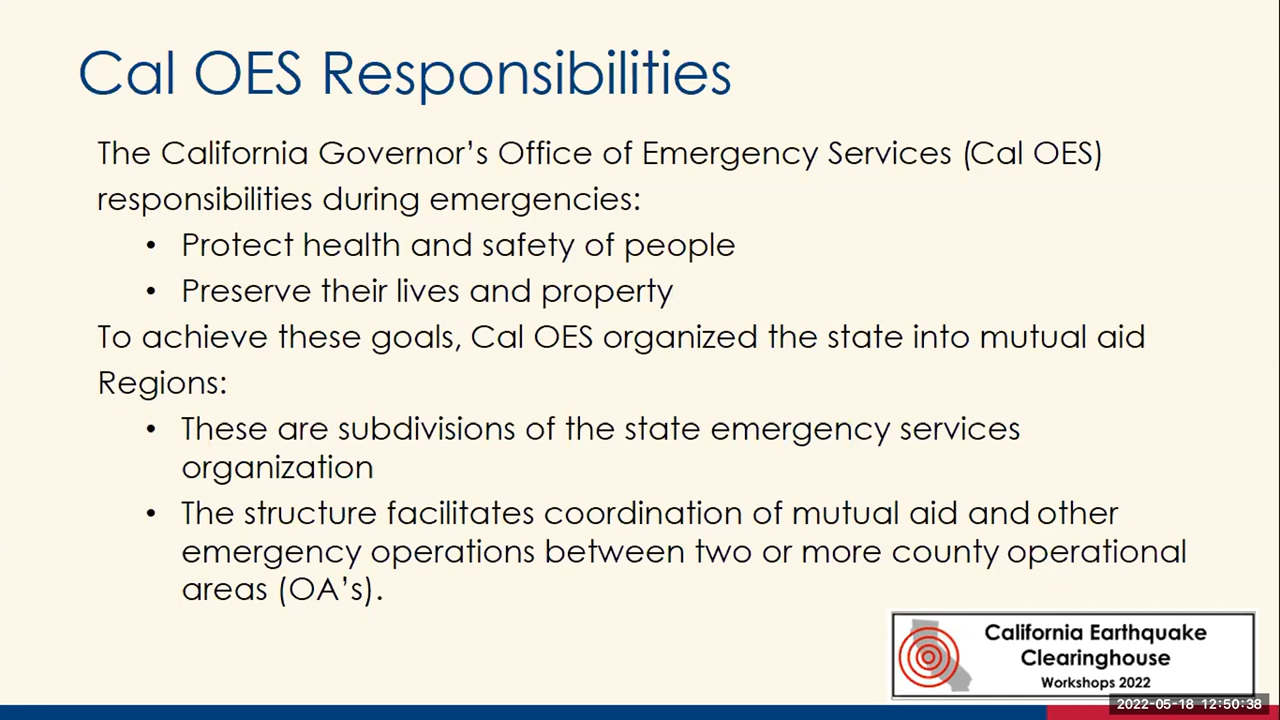 Cal OES Responsibilities
The California Governor’s Office of Emergency Services (Cal OES)
responsibilities during emergencies:
• Protect health and safety of people
• Preserve their lives and property
To achieve these goals, Cal OES organized the state into mutual aid
Regions:
• These are subdivisions of the state emergency services
organization
• The structure facilitates coordination of mutual aid and other
emergency operations between two or more county operational
areas (OA’s).
California Earthquake
Clearinghouse
Workshops 2022
2022-05-18 12:50:38